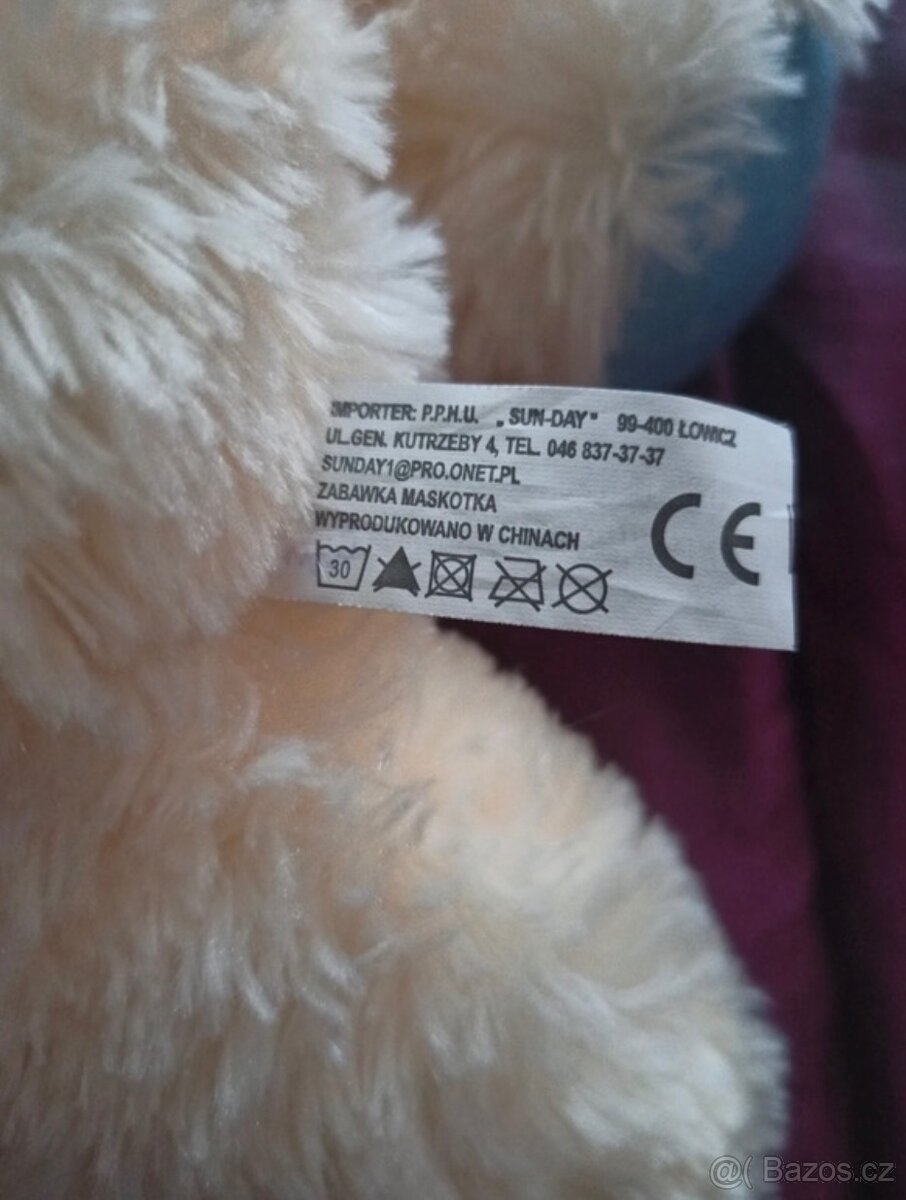 IMPORTER: P.P.H.U. „SUN-DAY" 99-400 ŁOWICZ
UL.GEN. KUTRZEBY 4, TEL. 046 837-37-37
SUNDAY1@PRO.ONET.PL
ZABAWKA MASKOTKA
WYPRODUKOWANO W CHINACH
CE
30
@( Bazos.cz